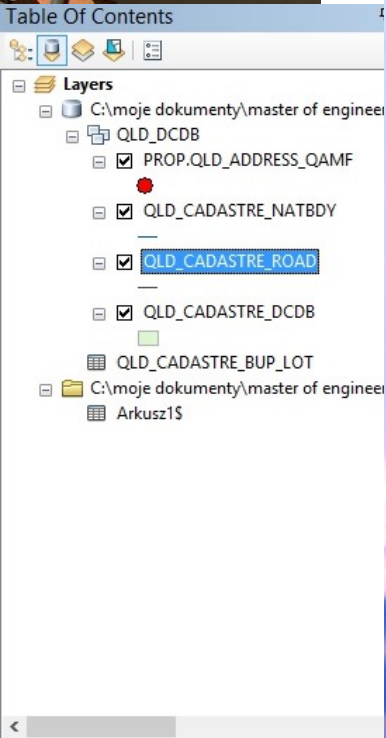 Table Of Contents
Layers
C:\moje dokumenty\master of engineer
QLD_DCDB
PROP.QLD_ADDRESS_QAMF
QLD_CADASTRE_NATBDY
QLD_CADASTRE_ROAD
QLD_CADASTRE_DCDB
QLD_CADASTRE_BUP_LOT
C:\moje dokumenty\master of engineer
Arkusz1$